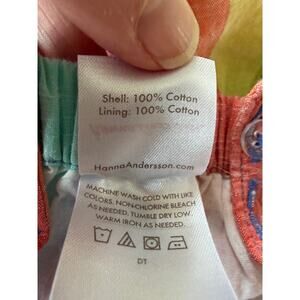 Shell: 100% Cotton
Lining: 100% Cotton
HannaAndersson.com
MACHINE WASH COLD WITH LIKE
COLORS. NON-CHLORINE BLEACH
AS NEEDED. TUMBLE DRY LOW.
WARM IRON AS NEEDED.
DT